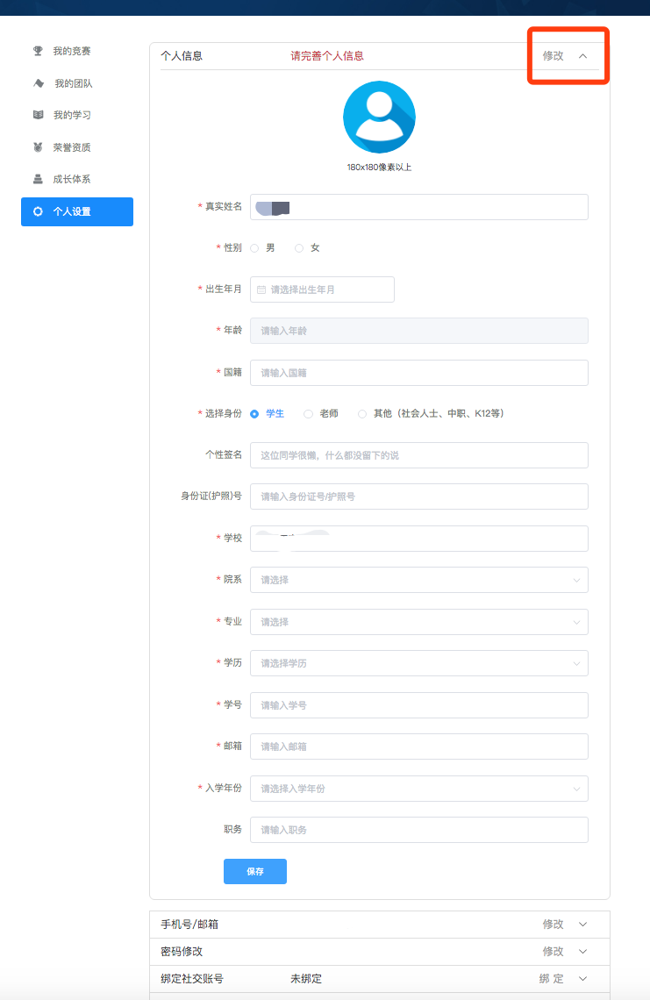 我的竞赛
我的团队
我的学习
荣誉资质
成长体系
个人设置
个人信息 请完善个人信息 修改
180x180像素以上
* 真实姓名
* 性别 男 女
* 出生年月 请选择出生年月
* 年龄 请输入年龄
* 国籍 请输入国籍
* 选择身份 学生 老师 其他（社会人士、中职、K12等）
个性签名 这位同学很懒，什么都没留下的说
身份证(护照)号 请输入身份证号/护照号
* 学校
* 院系 请选择
* 专业 请选择
* 学历 请选择学历
* 学号 请输入学号
* 邮箱 请输入邮箱
* 入学年份 请选择入学年份
职务 请输入职务
保存
手机号/邮箱 修改
密码修改 修改
绑定社交账号 未绑定 绑 定